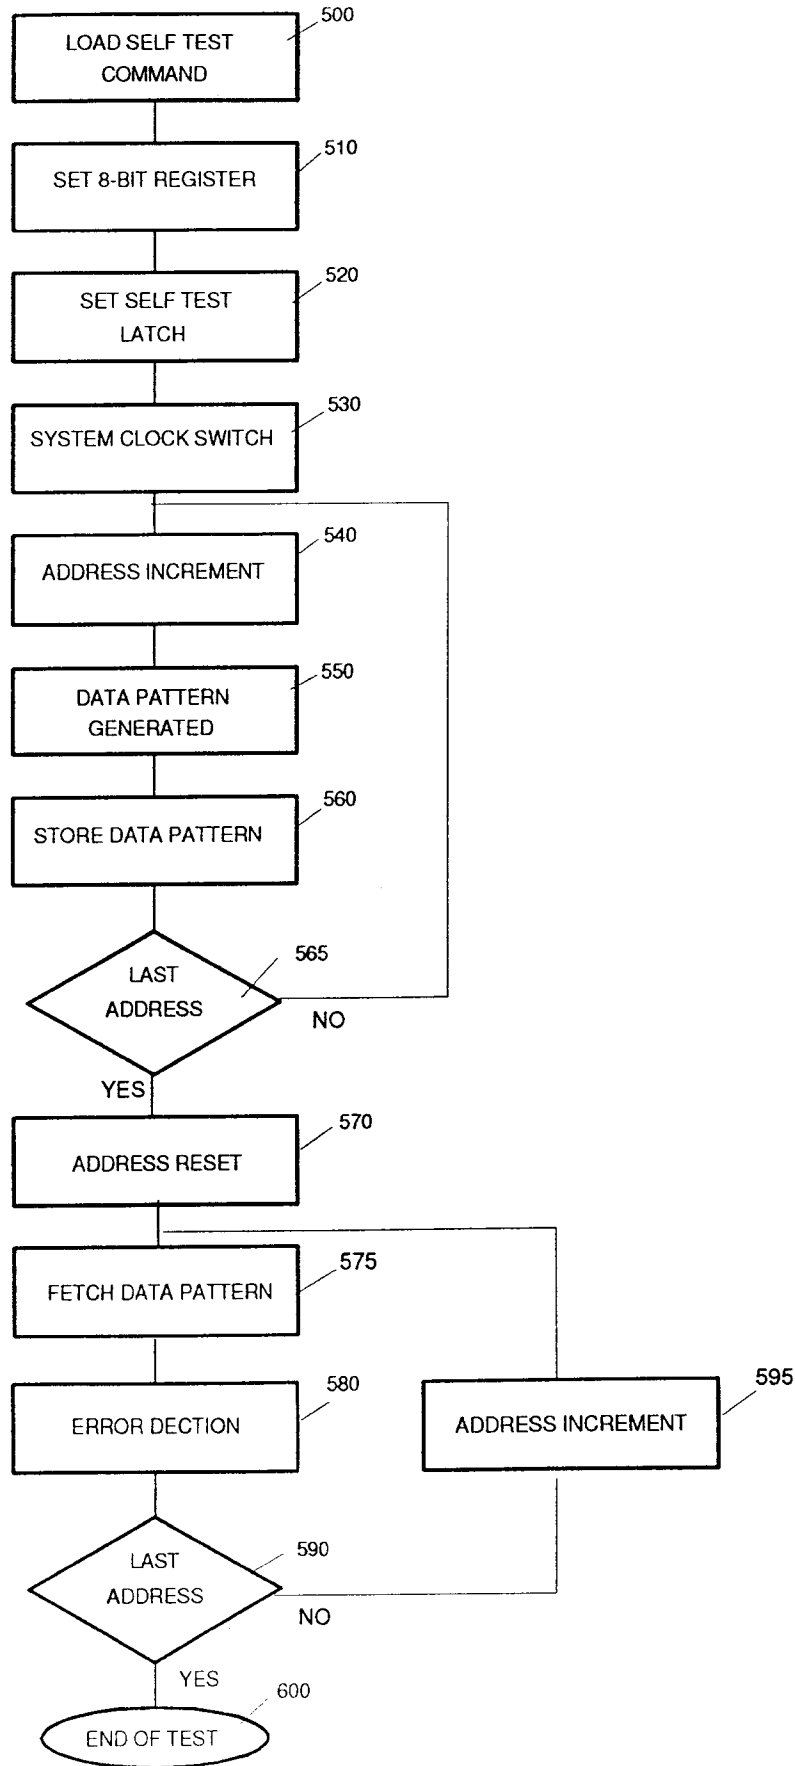 500
LOAD SELF TEST
COMMAND
510
SET 8-BIT REGISTER
520
SET SELF TEST
LATCH
530
SYSTEM CLOCK SWITCH
540
ADDRESS INCREMENT
550
DATA PATTERN
GENERATED
560
STORE DATA PATTERN
565
LAST
ADDRESS
NO
YES
570
ADDRESS RESET
575
FETCH DATA PATTERN
580
ERROR DECTION
595
ADDRESS INCREMENT
590
LAST
ADDRESS
NO
YES
600
END OF TEST